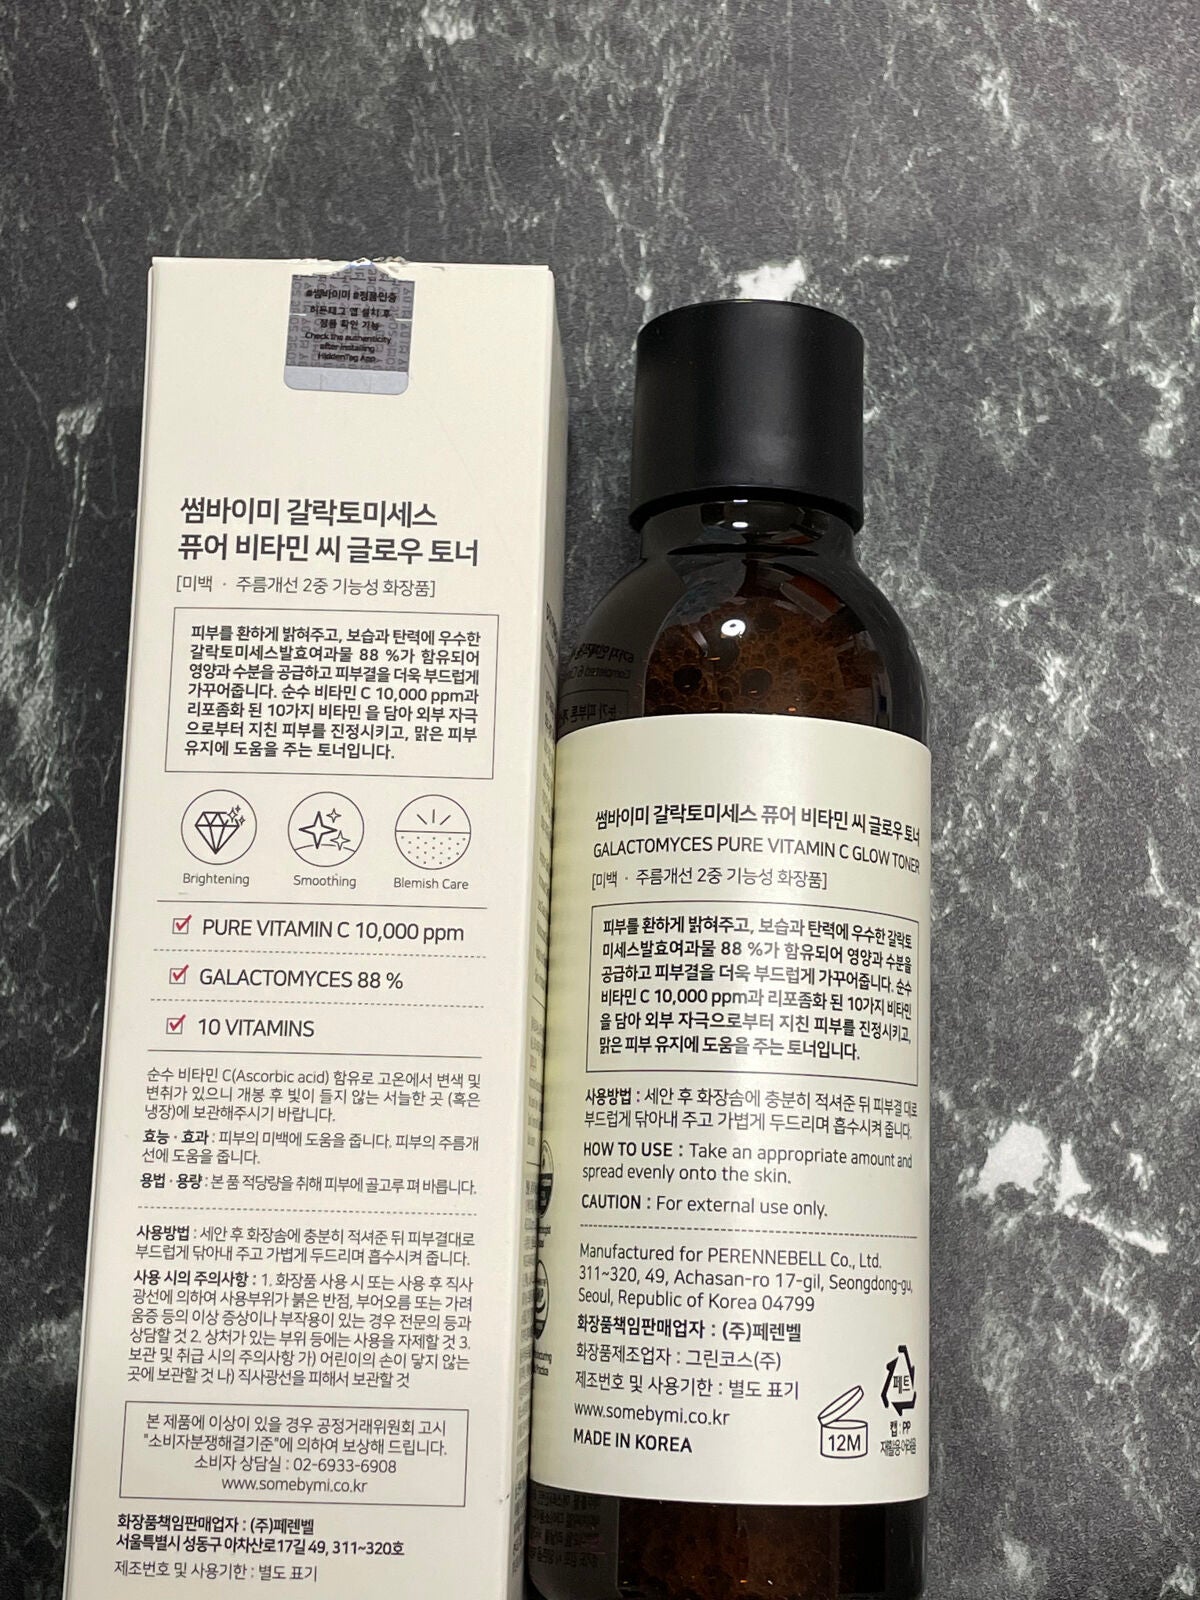 #썸바이미 #정품인증
히든태그 앱 설치 후
정품 확인 가능
Check the authenticity
after installing
HiddenTag App
썸바이미 갈락토미세스
퓨어 비타민 씨 글로우 토너
[미백 · 주름개선 2중 기능성 화장품]
피부를 환하게 밝혀주고, 보습과 탄력에 우수한
갈락토미세스발효여과물 88 %가 함유되어
영양과 수분을 공급하고 피부결을 더욱 부드럽게
가꾸어줍니다. 순수 비타민 C 10,000 ppm과
리포좀화 된 10가지 비타민 을 담아 외부 자극
으로부터 지친 피부를 진정시키고, 맑은 피부
유지에 도움을 주는 토너입니다.
Brightening
Smoothing
Blemish Care
PURE VITAMIN C 10,000 ppm
GALACTOMYCES 88 %
10 VITAMINS
순수 비타민 C(Ascorbic acid) 함유로 고온에서 변색 및
변취가 있으니 개봉 후 빛이 들지 않는 서늘한 곳 (혹은
냉장)에 보관해주시기 바랍니다.
효능 · 효과 : 피부의 미백에 도움을 줍니다, 피부의 주름개
선에 도움을 줍니다.
용법 · 용량 : 본 품 적당량을 취해 피부에 골고루 펴 바릅니다.
사용방법 : 세안 후 화장솜에 충분히 적셔준 뒤 피부결대로
부드럽게 닦아내 주고 가볍게 두드리며 흡수시켜 줍니다.
사용 시의 주의사항 : 1. 화장품 사용 시 또는 사용 후 직사
광선에 의하여 사용부위가 붉은 반점, 부어오름 또는 가려
움증 등의 이상 증상이나 부작용이 있는 경우 전문의 등과
상담할 것 2. 상처가 있는 부위 등에는 사용을 자제할 것 3.
보관 및 취급 시의 주의사항 가) 어린이의 손이 닿지 않는
곳에 보관할 것 나) 직사광선을 피해서 보관할 것
본 제품에 이상이 있을 경우 공정거래위원회 고시
"소비자분쟁해결기준"에 의하여 보상해 드립니다.
소비자 상담실 : 02-6933-6908
www.somebymi.co.kr
화장품책임판매업자 : (주)페렌벨
서울특별시 성동구 아차산로17길 49, 311~320호
제조번호 및 사용기한 : 별도 표기
썸바이미 갈락토미세스 퓨어 비타민 씨 글로우 토너
GALACTOMYCES PURE VITAMIN C GLOW TONER
[미백 · 주름개선 2중 기능성 화장품]
피부를 환하게 밝혀주고, 보습과 탄력에 우수한 갈락토
미세스발효여과물 88 %가 함유되어 영양과 수분을
공급하고 피부결을 더욱 부드럽게 가꾸어줍니다. 순수
비타민 C 10,000 ppm과 리포좀화 된 10가지 비타민
을 담아 외부 자극으로부터 지친 피부를 진정시키고,
맑은 피부 유지에 도움을 주는 토너입니다.
사용방법 : 세안 후 화장솜에 충분히 적셔준 뒤 피부결 대로
부드럽게 닦아내 주고 가볍게 두드리며 흡수시켜 줍니다.
HOW TO USE : Take an appropriate amount and
spread evenly onto the skin.
CAUTION : For external use only.
Manufactured for PERENNEBELL Co., Ltd.
311~320, 49, Achasan-ro 17-gil, Seongdong-gu,
Seoul, Republic of Korea 04799
화장품책임판매업자 : (주)페렌벨
화장품제조업자 : 그린코스(주)
제조번호 및 사용기한 : 별도 표기
www.somebymi.co.kr
MADE IN KOREA
12M
페트
캡 : PP
재활용어려움